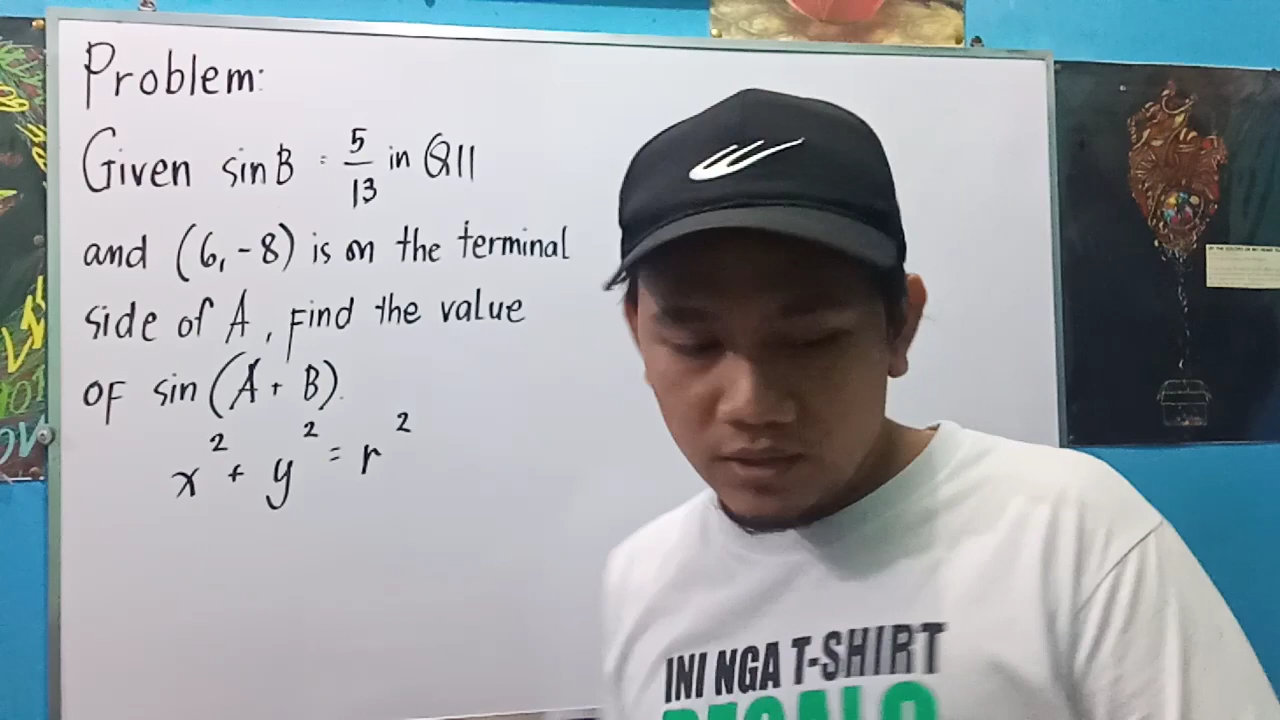 Problem:
Given sin B = 5/13 in QII
and (6, -8) is on the terminal
side of A, Find the value
OF sin (A + B).
x² + y² = r²
INI NGA T-SHIRT